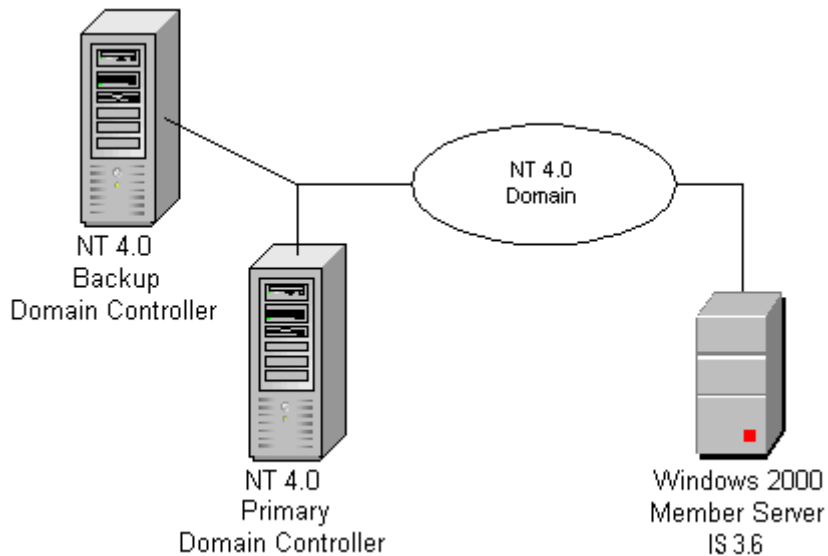 NT 4.0
Backup
Domain Controller
NT 4.0
Primary
Domain Controller
NT 4.0
Domain
Windows 2000
Member Server
IS 3.6